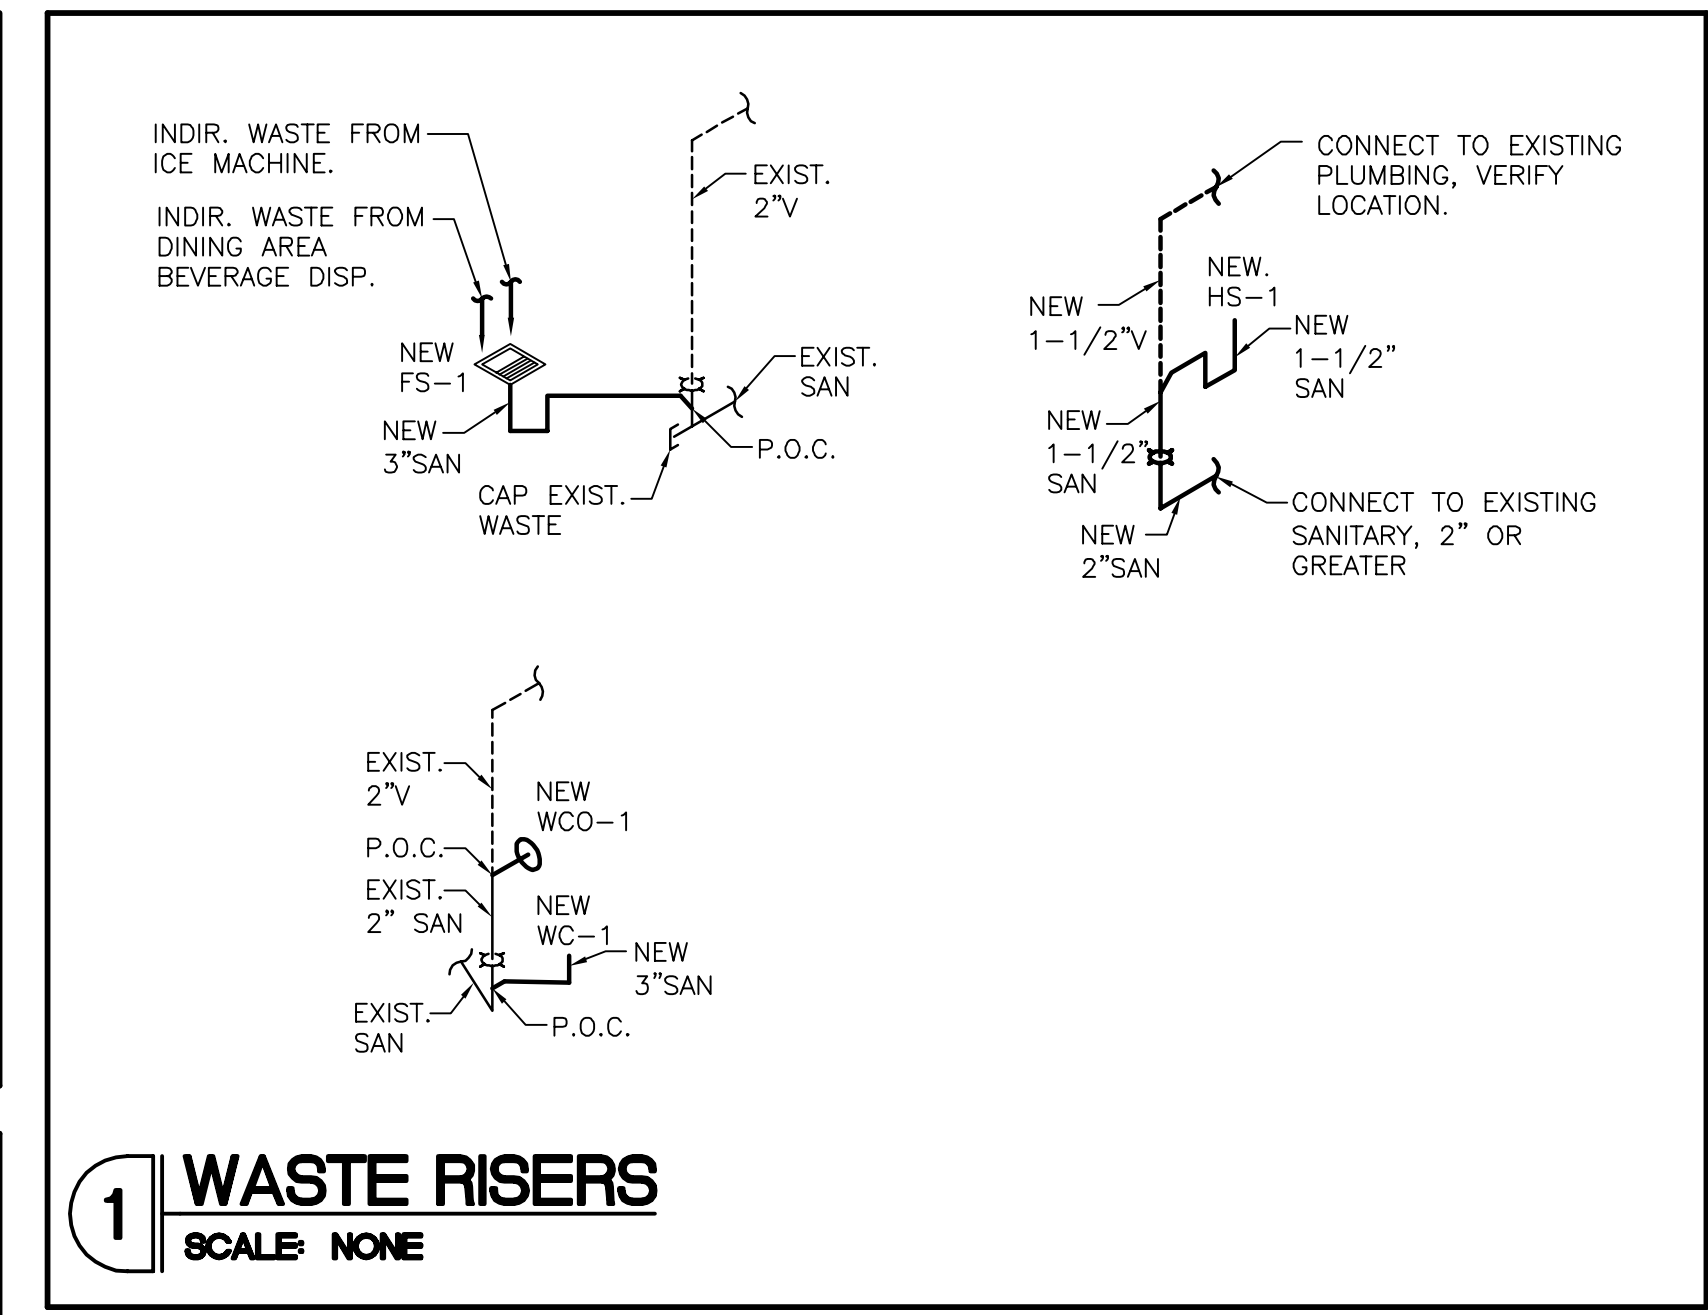 INDIR. WASTE FROM
ICE MACHINE.
INDIR. WASTE FROM
DINING AREA
BEVERAGE DISP.
NEW
FS-1
NEW
3"SAN
CAP EXIST.
WASTE
EXIST.
2"V
EXIST.
SAN
P.O.C.
CONNECT TO EXISTING
PLUMBING, VERIFY
LOCATION.
NEW.
HS-1
NEW
1-1/2"V
NEW
1-1/2"
SAN
NEW
1-1/2"
SAN
NEW
2"SAN
CONNECT TO EXISTING
SANITARY, 2" OR
GREATER
EXIST.
2"V
NEW
WCO-1
P.O.C.
EXIST.
2" SAN
NEW
WC-1
NEW
3"SAN
EXIST.
SAN
P.O.C.
1
WASTE RISERS
SCALE: NONE